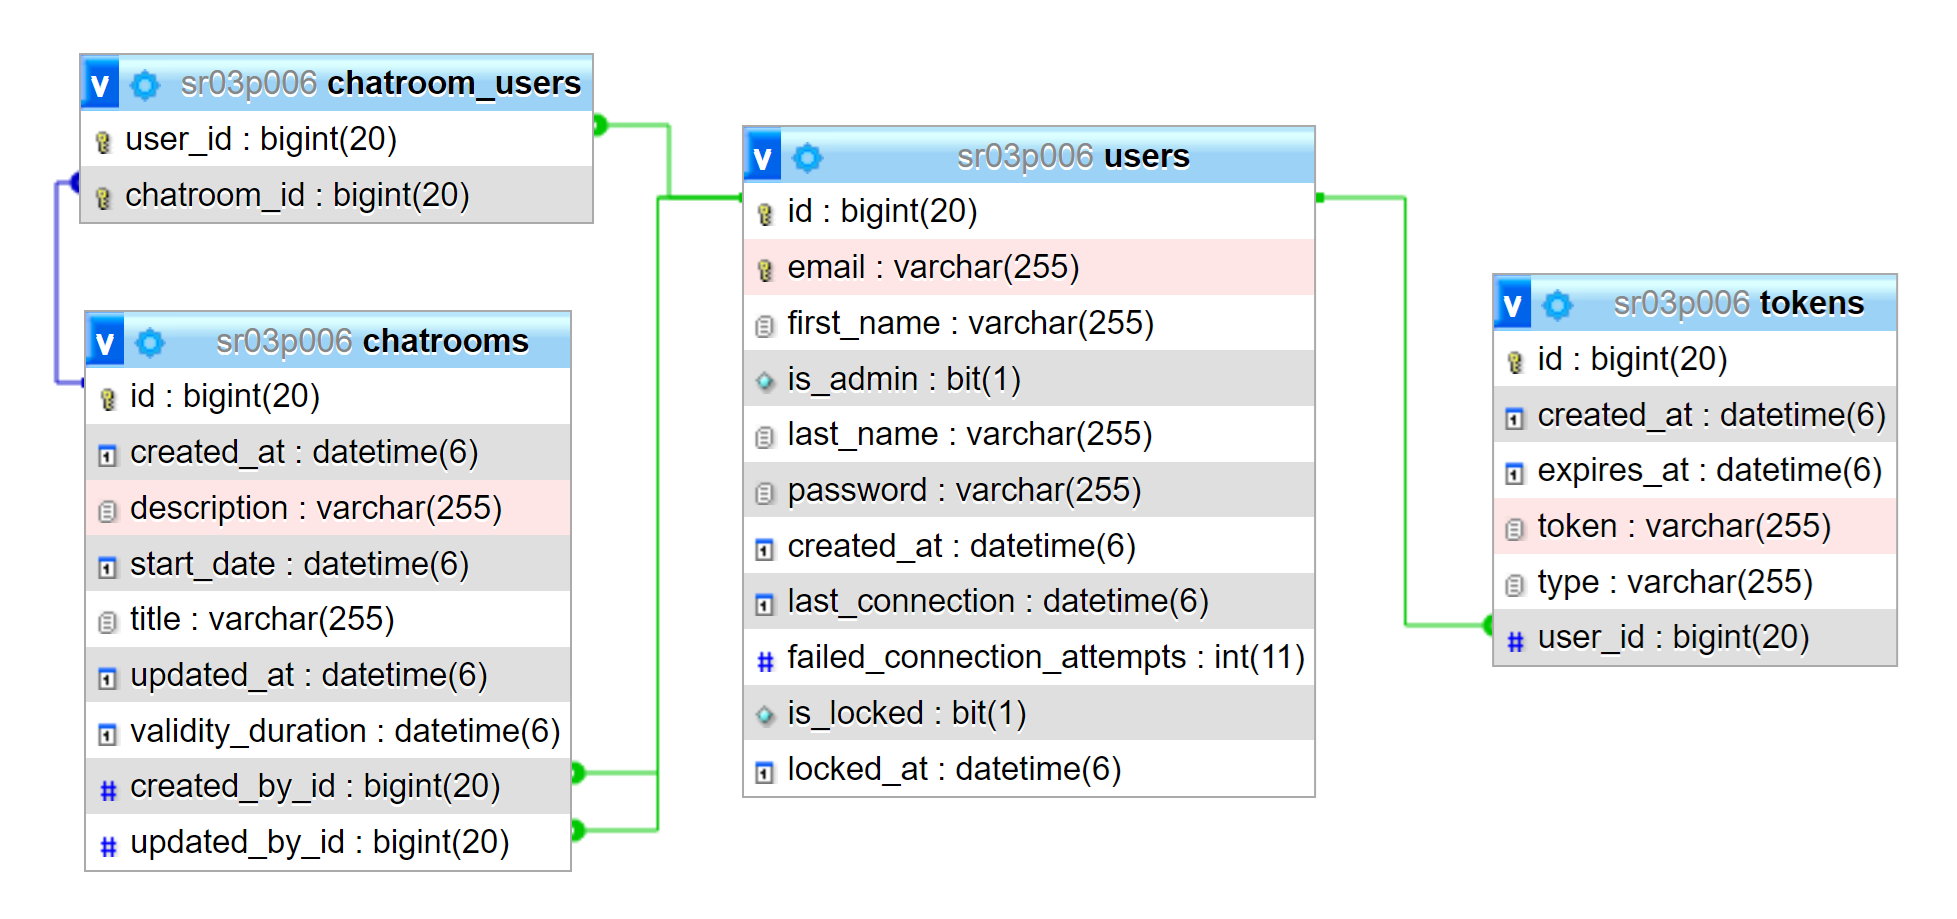 v sr03p006 chatroom_users
user_id : bigint(20)
chatroom_id : bigint(20)
v sr03p006 chatrooms
id : bigint(20)
created_at : datetime(6)
description : varchar(255)
start_date : datetime(6)
title : varchar(255)
updated_at : datetime(6)
validity_duration : datetime(6)
# created_by_id : bigint(20)
# updated_by_id : bigint(20)
v sr03p006 users
id : bigint(20)
email : varchar(255)
first_name : varchar(255)
is_admin : bit(1)
last_name : varchar(255)
password : varchar(255)
created_at : datetime(6)
last_connection : datetime(6)
# failed_connection_attempts : int(11)
is_locked : bit(1)
locked_at : datetime(6)
v sr03p006 tokens
id : bigint(20)
created_at : datetime(6)
expires_at : datetime(6)
token : varchar(255)
type : varchar(255)
# user_id : bigint(20)